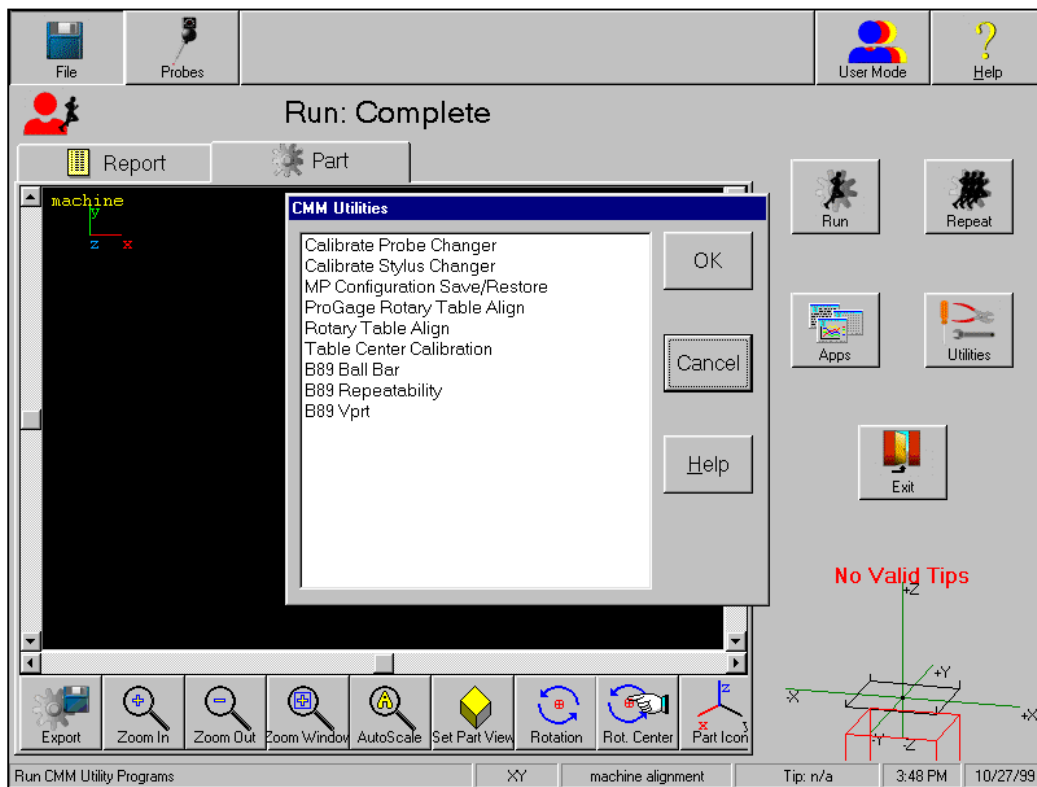 File
Probes
User Mode
Help
Run: Complete
Report
Part
machine
y
z x
CMM Utilities
Calibrate Probe Changer
Calibrate Stylus Changer
MP Configuration Save/Restore
ProGage Rotary Table Align
Rotary Table Align
Table Center Calibration
B89 Ball Bar
B89 Repeatability
B89 Vprt
OK
Cancel
Help
Run
Repeat
Apps
Utilities
Exit
No Valid Tips
+Z
+Y
-X
+X
-Y
-Z
A
z
x
y
Export
Zoom In
Zoom Out
Zoom Window
AutoScale
Set Part View
Rotation
Rot. Center
Part Icon
Run CMM Utility Programs
XY
machine alignment
Tip: n/a
3:48 PM
10/27/99